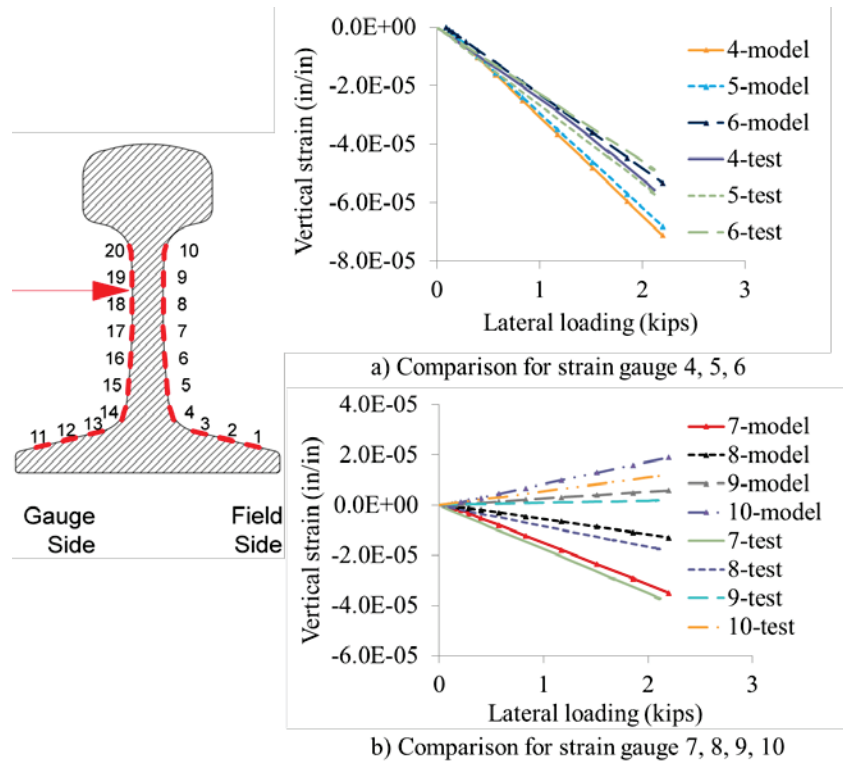 20
10
19
9
18
8
17
7
16
6
15
5
14
4
13
3
12
2
11
1
Gauge
Side
Field
Side
0.0E+00
-2.0E-05
-4.0E-05
-6.0E-05
-8.0E-05
Vertical strain (in/in)
0
1
2
3
Lateral loading (kips)
4-model
5-model
6-model
4-test
5-test
6-test
a) Comparison for strain gauge 4, 5, 6
4.0E-05
2.0E-05
0.0E+00
-2.0E-05
-4.0E-05
-6.0E-05
Vertical strain (in/in)
0
1
2
3
Lateral loading (kips)
7-model
8-model
9-model
10-model
7-test
8-test
9-test
10-test
b) Comparison for strain gauge 7, 8, 9, 10